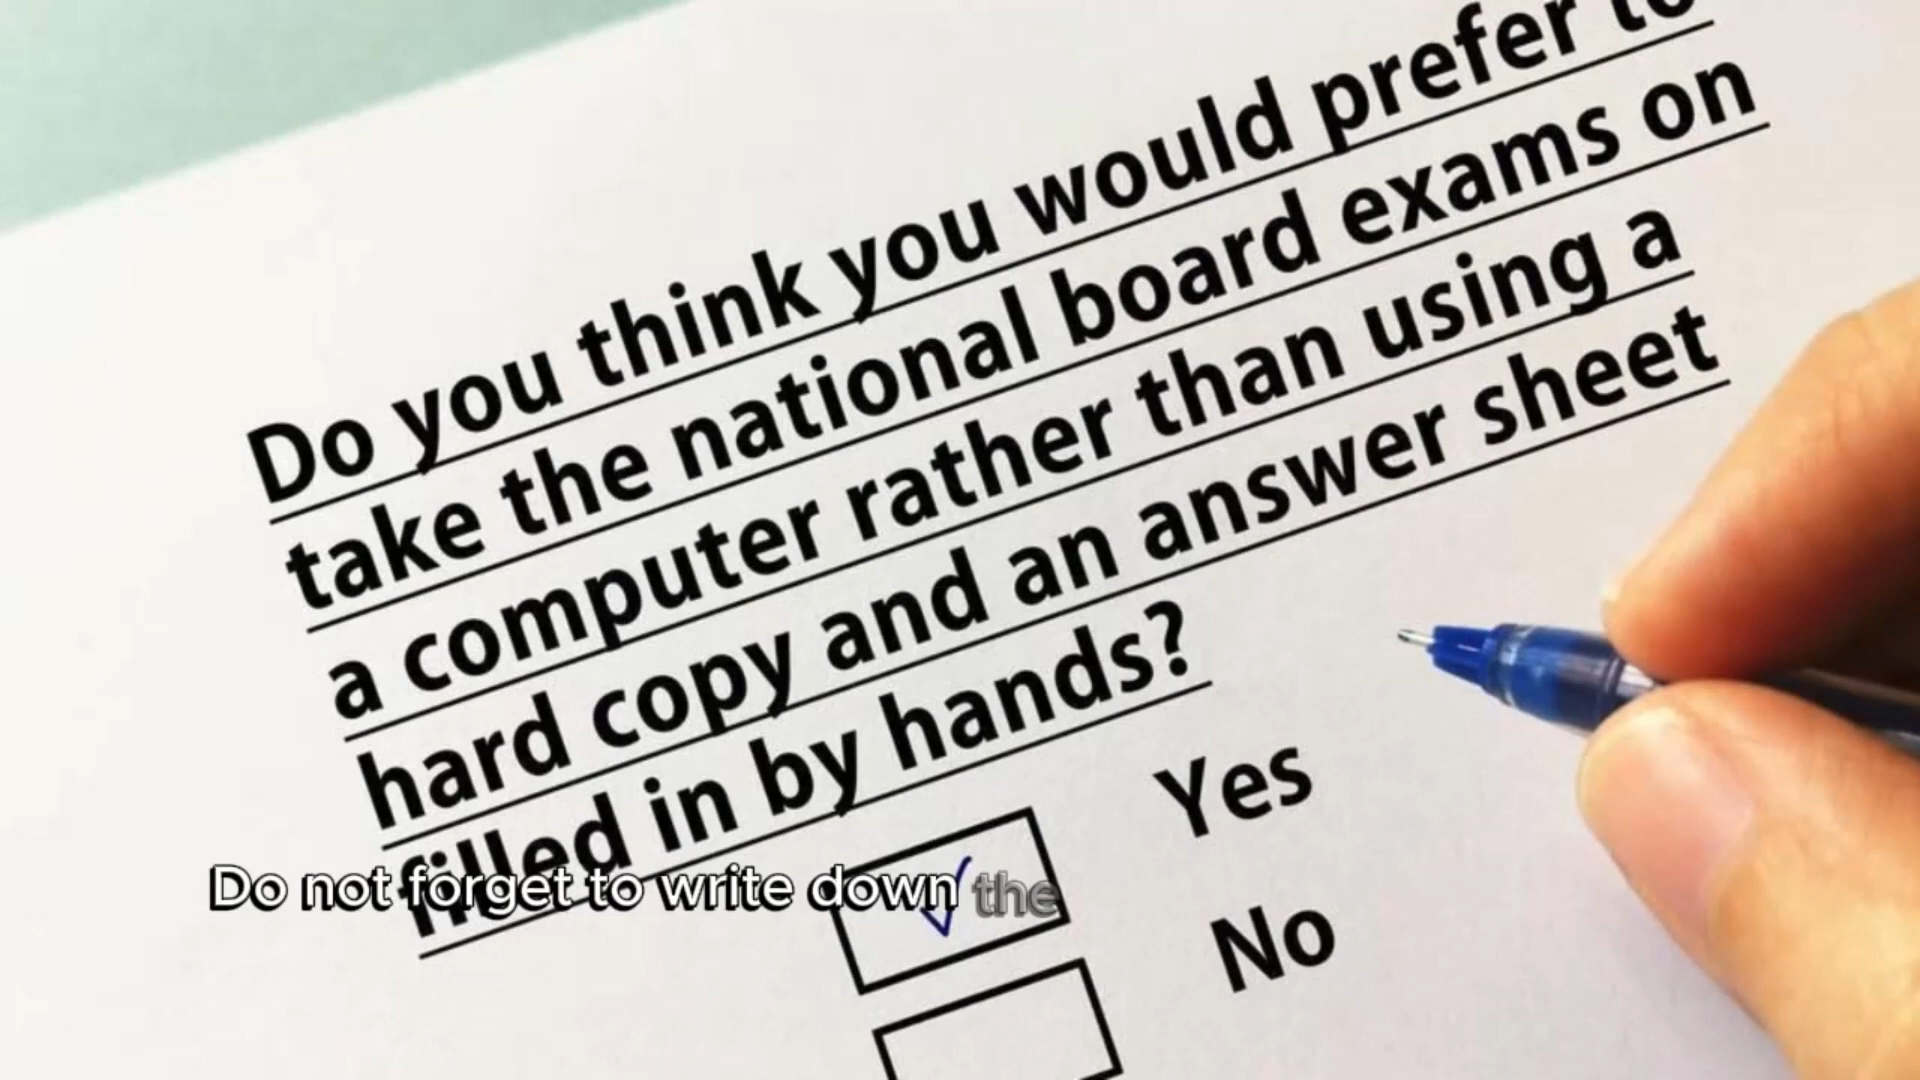 Do you think you would prefer to
take the national board exams on
a computer rather than using a
hard copy and an answer sheet
filled in by hands?
Yes
No
Do not forget to write down the